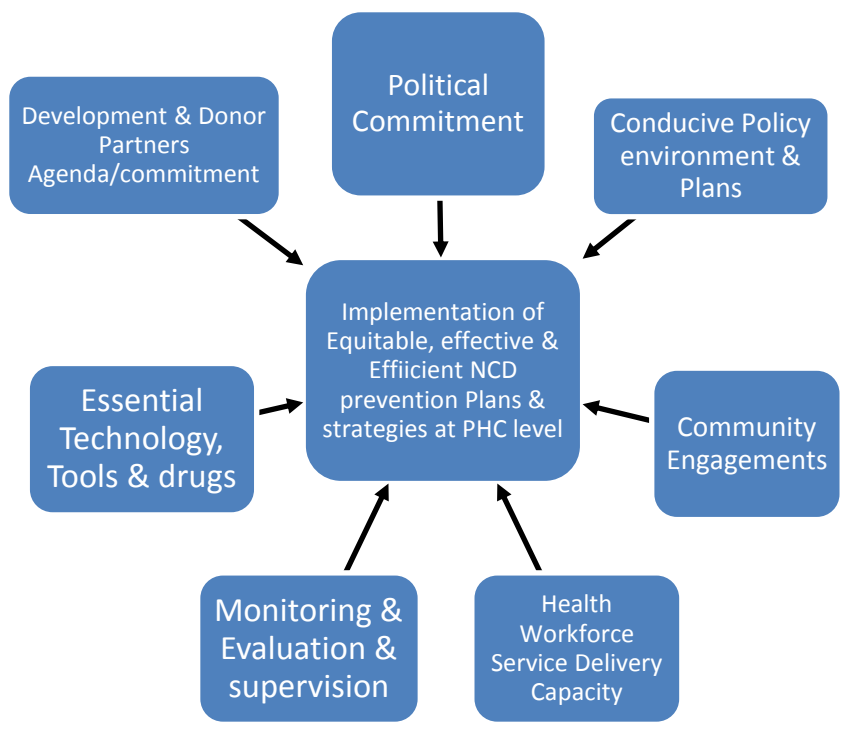 Political
Commitment
Development & Donor
Partners
Agenda/commitment
Conducive Policy
environment &
Plans
Implementation of
Equitable, effective &
Effiicient NCD
prevention Plans &
strategies at PHC level
Essential
Technology,
Tools & drugs
Community
Engagements
Monitoring &
Evaluation &
supervision
Health
Workforce
Service Delivery
Capacity